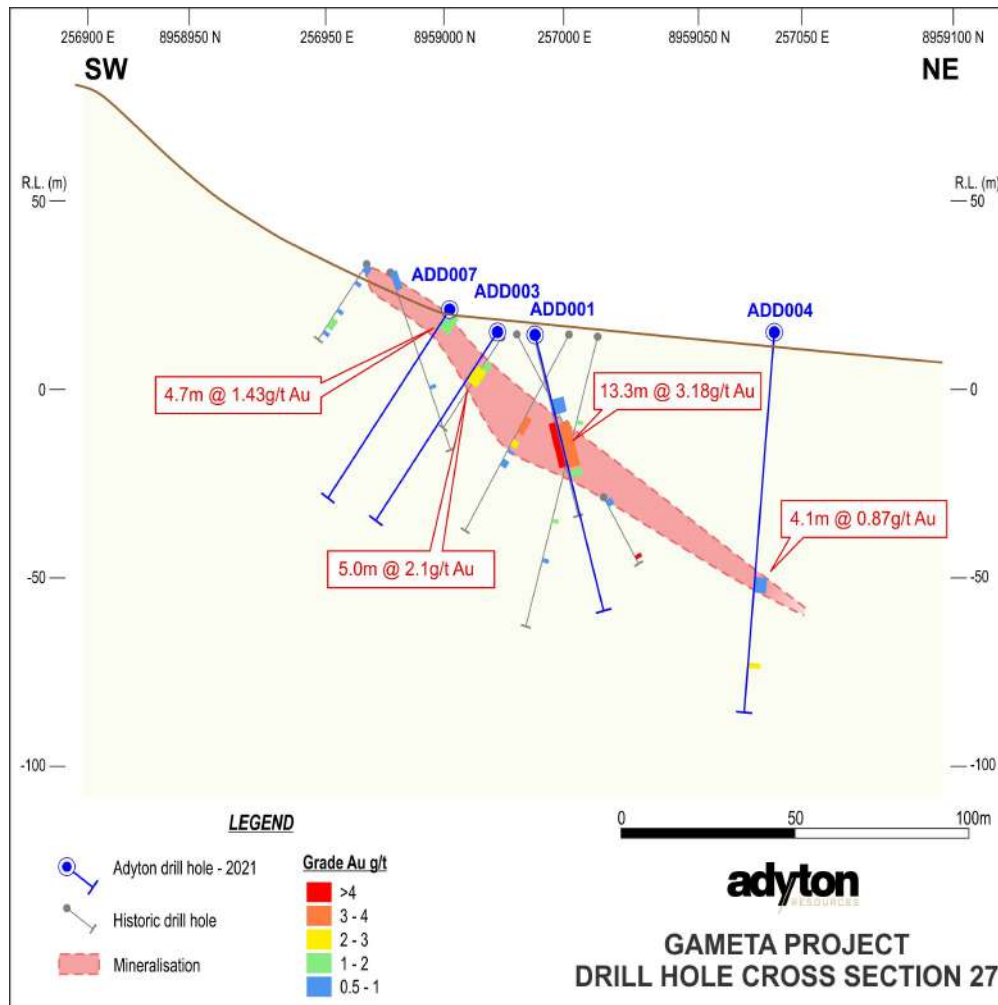 256900 E 8958950 N 256950 E 8959000 N 257000 E 8959050 N 257050 E 8959100 N
SW NE
R.L. (m) R.L. (m)
50 50
ADD007
ADD003
ADD001
ADD004
0 0
4.7m @ 1.43g/t Au
13.3m @ 3.18g/t Au
4.1m @ 0.87g/t Au
5.0m @ 2.1g/t Au
-50 -50
-100 -100
LEGEND
Adyton drill hole - 2021
Historic drill hole
Mineralisation
Grade Au g/t
>4
3 - 4
2 - 3
1 - 2
0.5 - 1
0 50 100m
adyton
RESOURCES
GAMETA PROJECT
DRILL HOLE CROSS SECTION 27